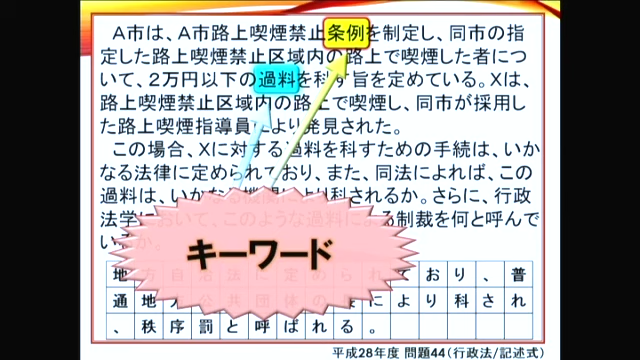 Ａ市は、Ａ市路上喫煙禁止条例を制定し、同市の指
定した路上喫煙禁止区域内の路上で喫煙した者につ
いて、２万円以下の過料を科す旨を定めている。Ｘは、
路上喫煙禁止区域内の路上で喫煙し、同市が採用し
た路上喫煙指導員により発見された。
この場合、Ｘに対する過料を科すための手続は、いか
なる法律に定められており、また、同法によれば、この
過料は、いかなる機関により科されるか。さらに、行政
法学において、このような過料による制裁を何と呼んで
いるか。
キーワード
地方自治法に定められており、普
通地方公共団体の長により科され
、秩序罰と呼ばれる。
平成28年度 問題44(行政法/記述式)